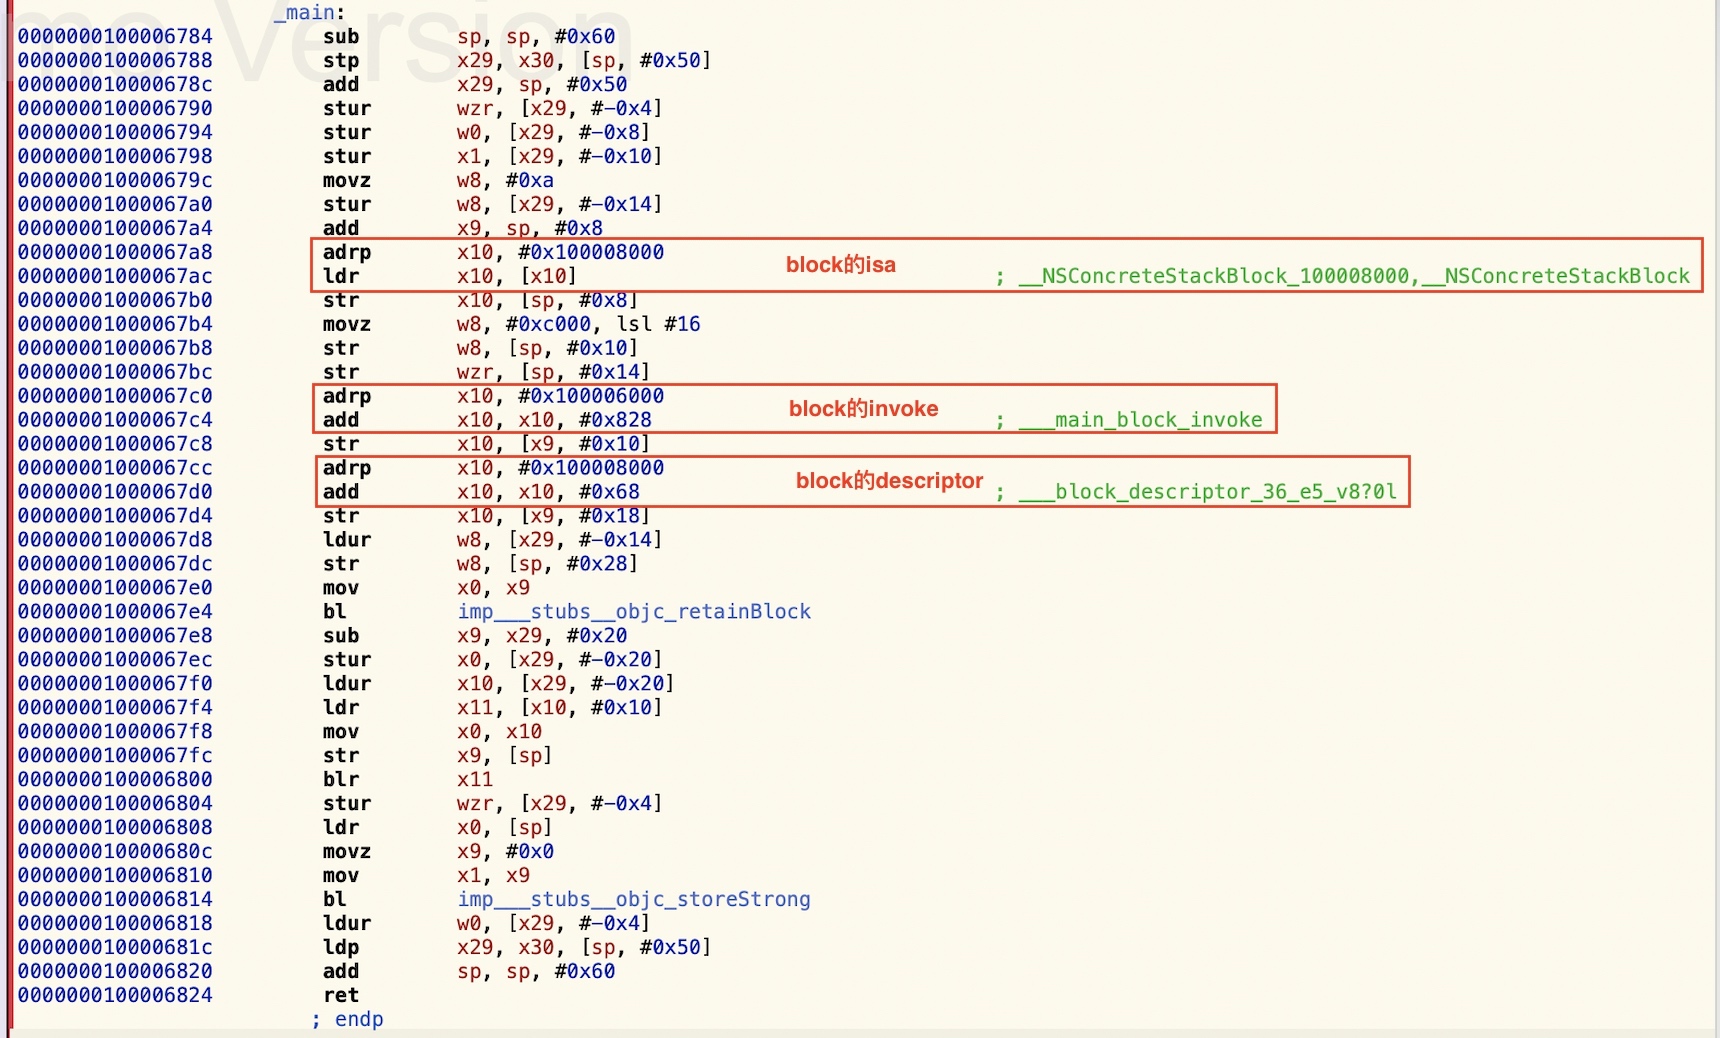 mo Version
_main:
0000000100006784 sub sp, sp, #0x60
0000000100006788 stp x29, x30, [sp, #0x50]
000000010000678c add x29, sp, #0x50
0000000100006790 stur wzr, [x29, #-0x4]
0000000100006794 stur w0, [x29, #-0x8]
0000000100006798 stur x1, [x29, #-0x10]
000000010000679c movz w8, #0xa
00000001000067a0 stur w8, [x29, #-0x14]
00000001000067a4 add x9, sp, #0x8
00000001000067a8 adrp x10, #0x100008000
block的isa
00000001000067ac ldr x10, [x10] ; __NSConcreteStackBlock_100008000,__NSConcreteStackBlock
00000001000067b0 str x10, [sp, #0x8]
00000001000067b4 movz w8, #0xc000, lsl #16
00000001000067b8 str w8, [sp, #0x10]
00000001000067bc str wzr, [sp, #0x14]
00000001000067c0 adrp x10, #0x100006000
block的invoke
00000001000067c4 add x10, x10, #0x828 ; ___main_block_invoke
00000001000067c8 str x10, [x9, #0x10]
00000001000067cc adrp x10, #0x100008000
block的descriptor
00000001000067d0 add x10, x10, #0x68 ; ___block_descriptor_36_e5_v8?0l
00000001000067d4 str x10, [x9, #0x18]
00000001000067d8 ldur w8, [x29, #-0x14]
00000001000067dc str w8, [sp, #0x28]
00000001000067e0 mov x0, x9
00000001000067e4 bl imp___stubs__objc_retainBlock
00000001000067e8 sub x9, x29, #0x20
00000001000067ec stur x0, [x29, #-0x20]
00000001000067f0 ldur x10, [x29, #-0x20]
00000001000067f4 ldr x11, [x10, #0x10]
00000001000067f8 mov x0, x10
00000001000067fc str x9, [sp]
0000000100006800 blr x11
0000000100006804 stur wzr, [x29, #-0x4]
0000000100006808 ldr x0, [sp]
000000010000680c movz x9, #0x0
0000000100006810 mov x1, x9
0000000100006814 bl imp___stubs__objc_storeStrong
0000000100006818 ldur w0, [x29, #-0x4]
000000010000681c ldp x29, x30, [sp, #0x50]
0000000100006820 add sp, sp, #0x60
0000000100006824 ret
; endp